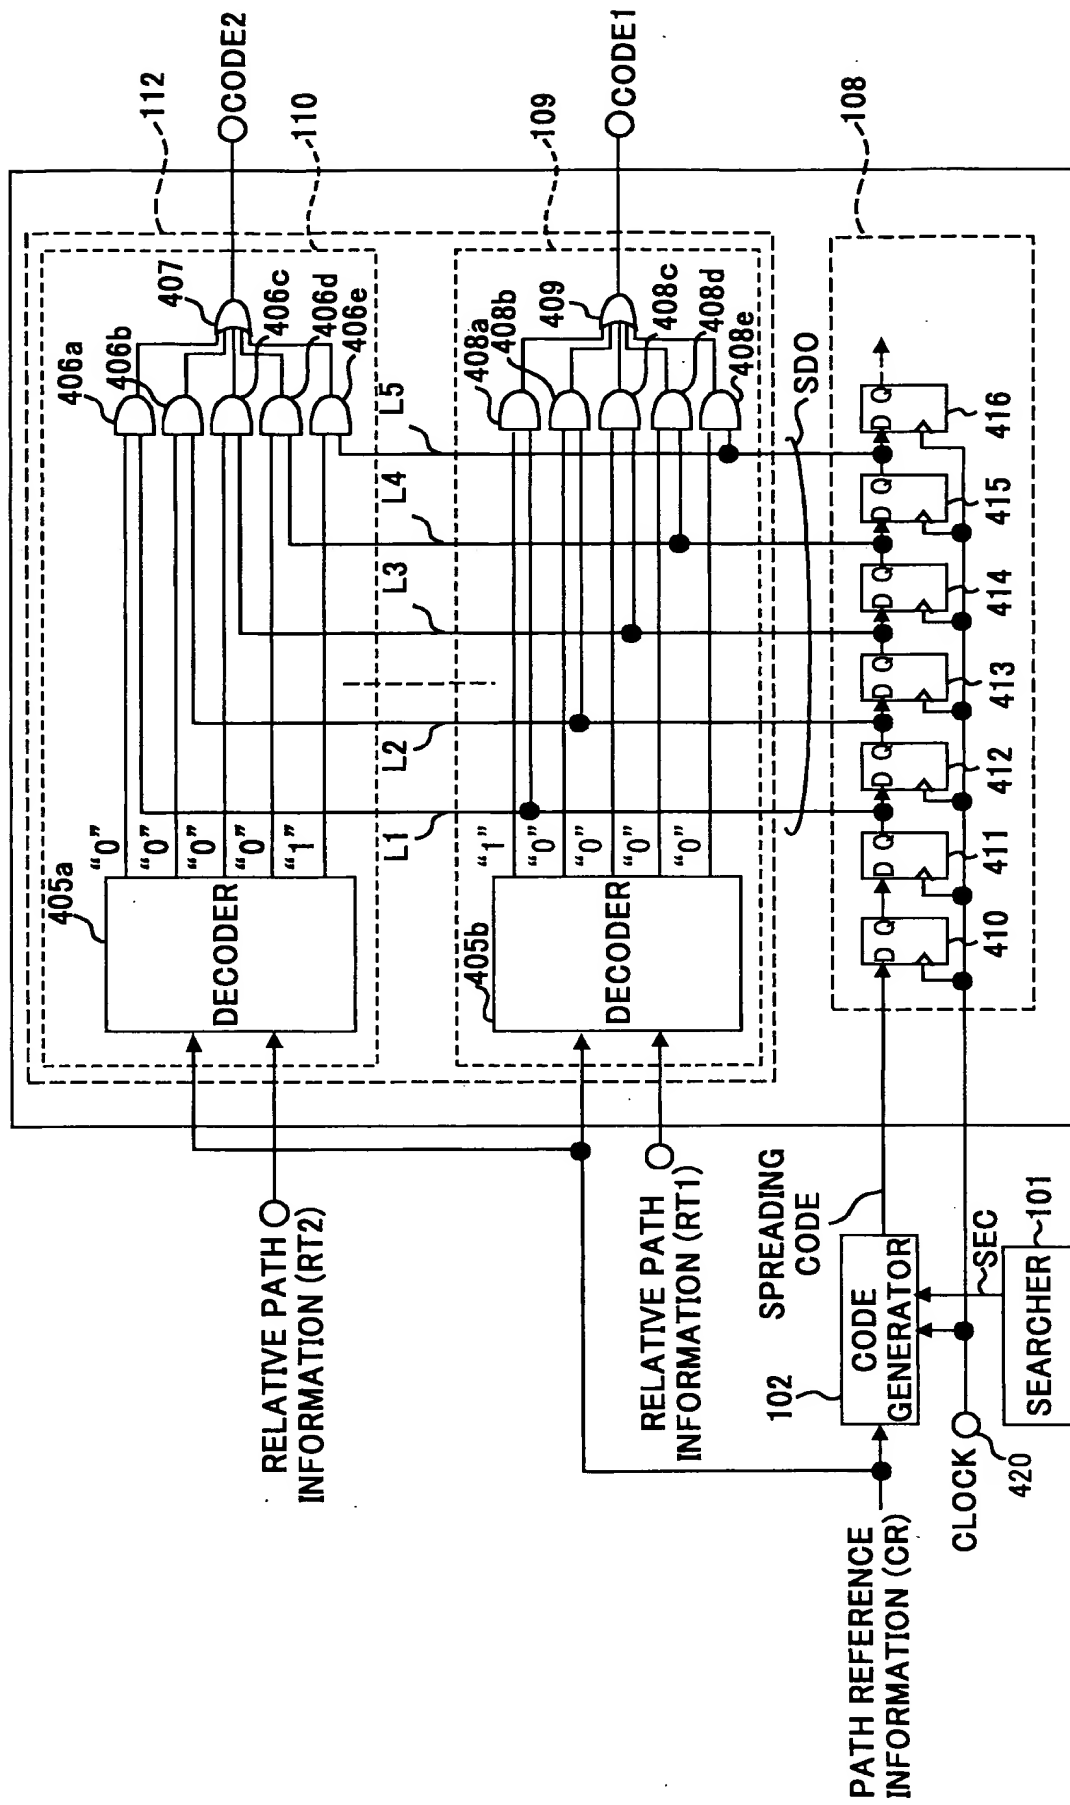 112
CODE2
110
407
406a
406b
406c
406d
406e
405a
DECODER
"0"
"0"
"0"
"0"
"1"
RELATIVE PATH
INFORMATION (RT2)
L1
L2
L3
L4
L5
109
CODE1
409
408a
408b
408c
408d
408e
405b
DECODER
"1"
"0"
"0"
"0"
"0"
RELATIVE PATH
INFORMATION (RT1)
SDO
108
D Q
D Q
D Q
D Q
D Q
D Q
D Q
410
411
412
413
414
415
416
SPREADING
CODE
102
CODE
GENERATOR
SEC
101
SEARCHER
CLOCK
420
PATH REFERENCE
INFORMATION (CR)